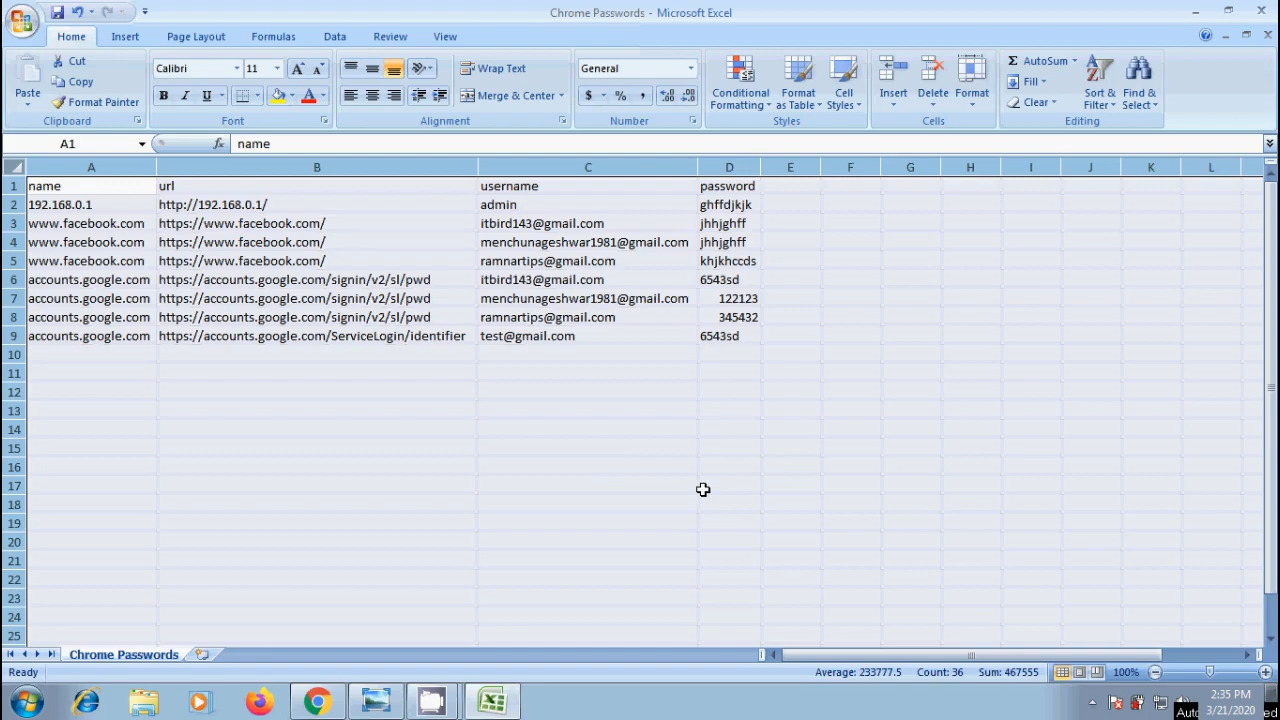 Chrome Passwords - Microsoft Excel
Home Insert Page Layout Formulas Data Review View
Paste
Cut
Copy
Format Painter
Clipboard
Calibri 11
B I U
Font
Wrap Text
Merge & Center
Alignment
General
$ % ,
Number
Conditional Formatting
Format as Table
Cell Styles
Styles
Insert Delete Format
Cells
AutoSum
Fill
Clear
Sort & Filter
Find & Select
Editing
A1 fx name
A B C D E F G H I J K L
1 name url username password
2 192.168.0.1 http://192.168.0.1/ admin ghffdjkjk
3 www.facebook.com https://www.facebook.com/ itbird143@gmail.com jhhjghff
4 www.facebook.com https://www.facebook.com/ menchunageshwar1981@gmail.com jhhjghff
5 www.facebook.com https://www.facebook.com/ ramnartips@gmail.com khjkhccds
6 accounts.google.com https://accounts.google.com/signin/v2/sl/pwd itbird143@gmail.com 6543sd
7 accounts.google.com https://accounts.google.com/signin/v2/sl/pwd menchunageshwar1981@gmail.com 122123
8 accounts.google.com https://accounts.google.com/signin/v2/sl/pwd ramnartips@gmail.com 345432
9 accounts.google.com https://accounts.google.com/ServiceLogin/identifier test@gmail.com 6543sd
10
11
12
13
14
15
16
17
18
19
20
21
22
23
24
25
Chrome Passwords
Ready Average: 233777.5 Count: 36 Sum: 467555 100%
2:35 PM
3/21/2020